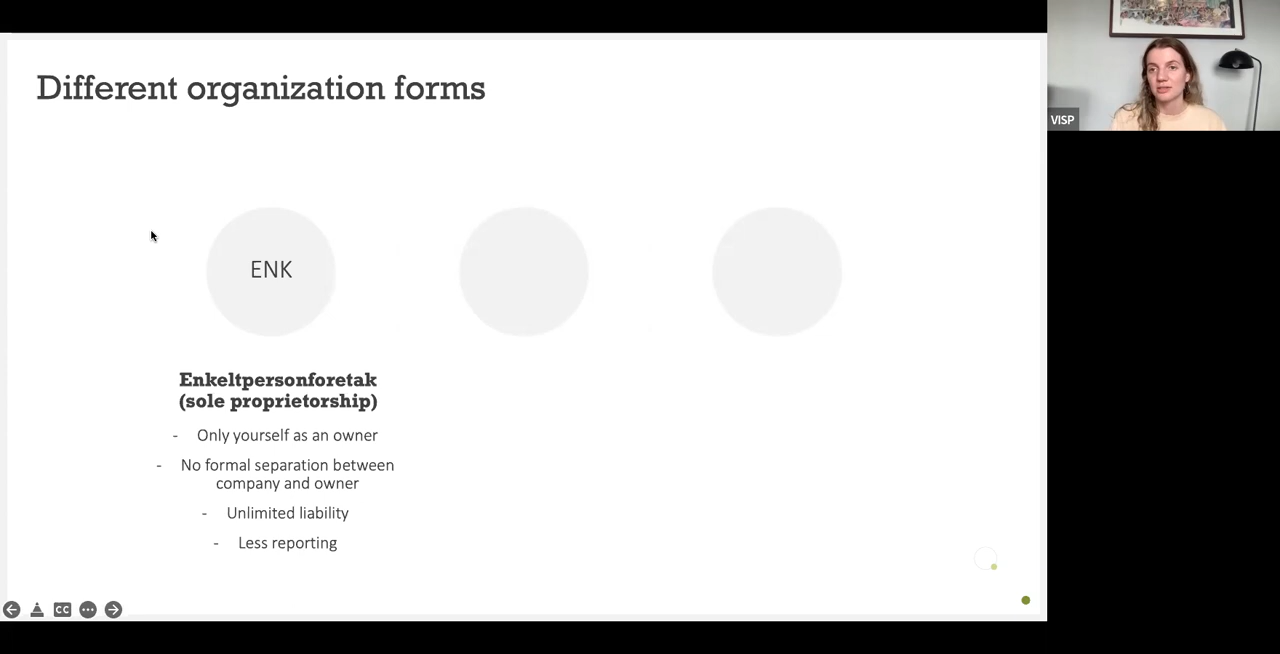 Different organization forms
VISP
ENK
Enkeltpersonforetak
(sole proprietorship)
- Only yourself as an owner
- No formal separation between
company and owner
- Unlimited liability
- Less reporting
CC